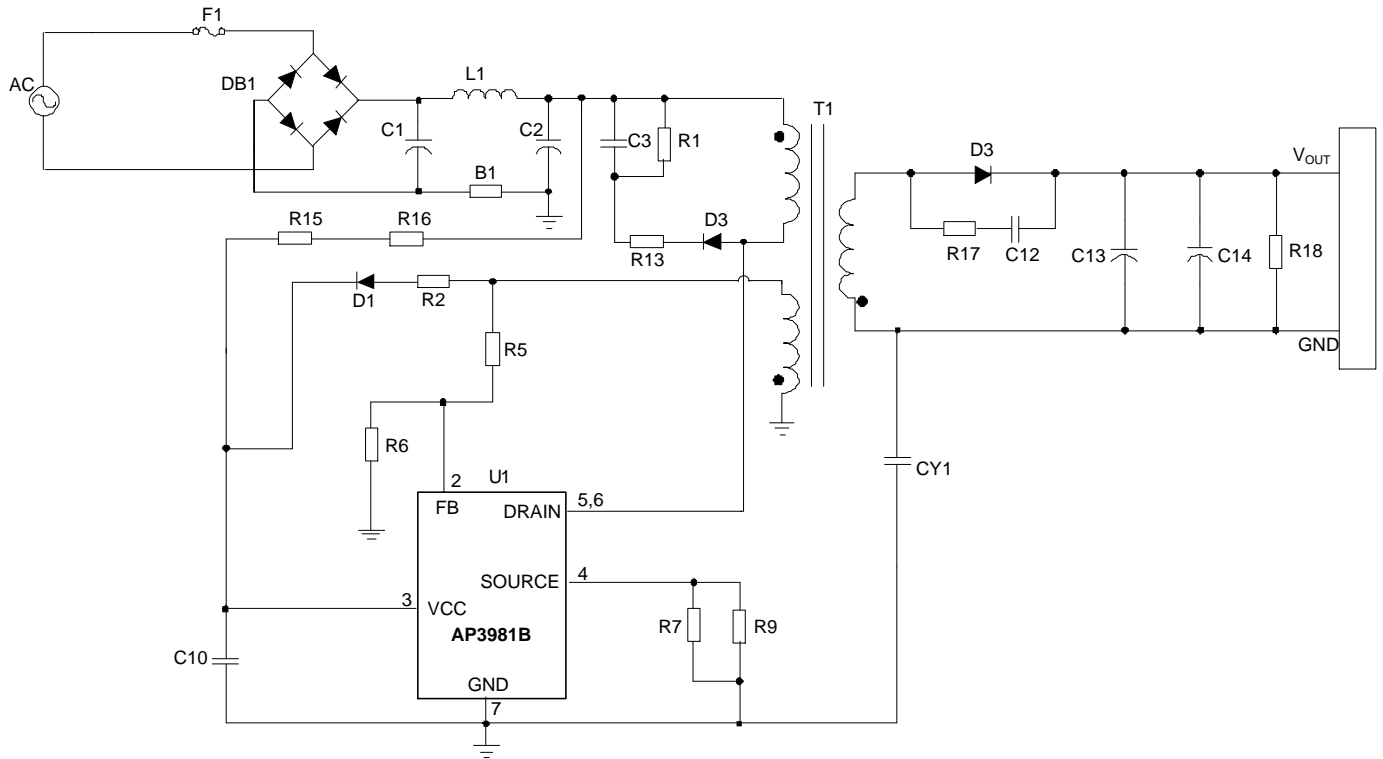 F1
AC
DB1
L1
T1
C1
C2
C3
R1
B1
D3
VOUT
R15
R16
D3
R13
R17
C12
C13
C14
R18
D1
R2
GND
R5
R6
2
U1
CY1
FB
DRAIN
5,6
SOURCE
4
3
VCC
R7
R9
AP3981B
C10
GND
7